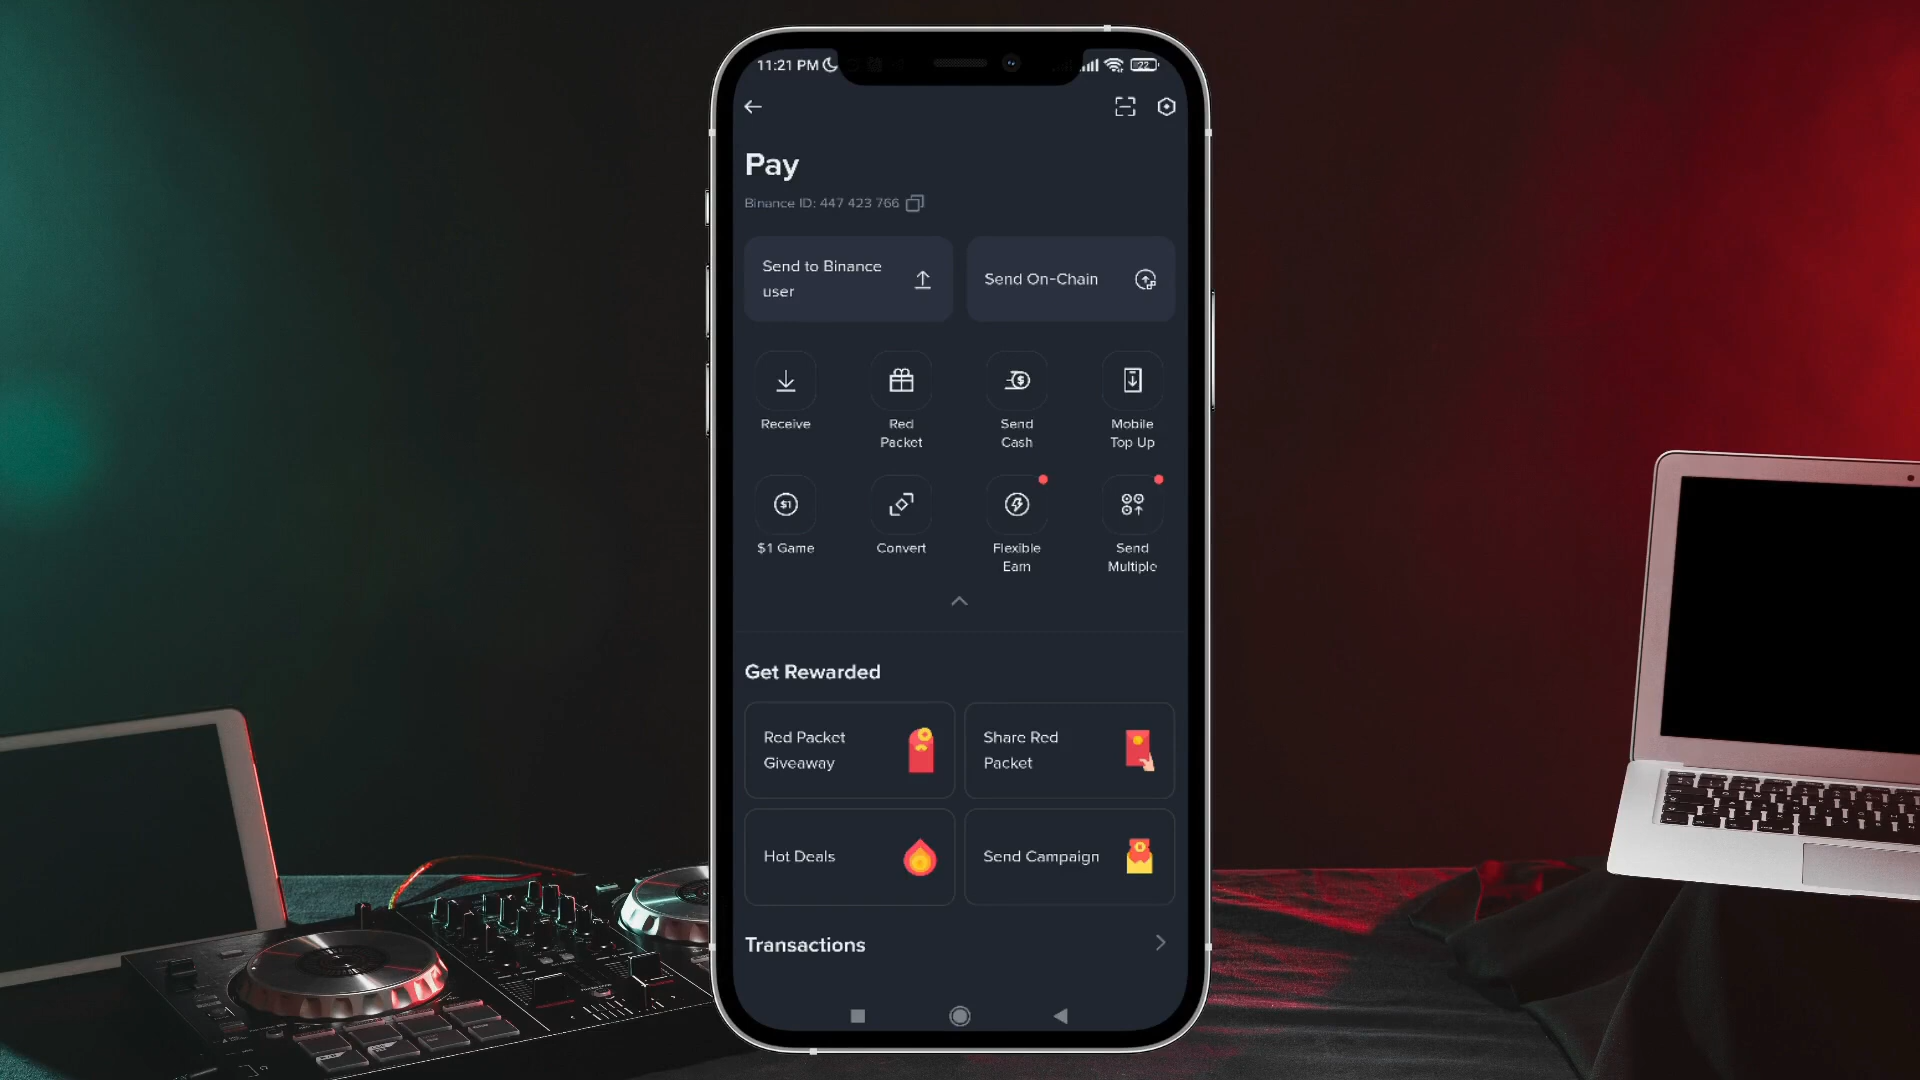 11:21 PM
22
Pay
Binance ID: 447 423 766
Send to Binance
user
Send On-Chain
Receive
Red
Packet
Send
Cash
Mobile
Top Up
$1
$1 Game
Convert
Flexible
Earn
Send
Multiple
Get Rewarded
Red Packet
Giveaway
Share Red
Packet
Hot Deals
Send Campaign
Transactions